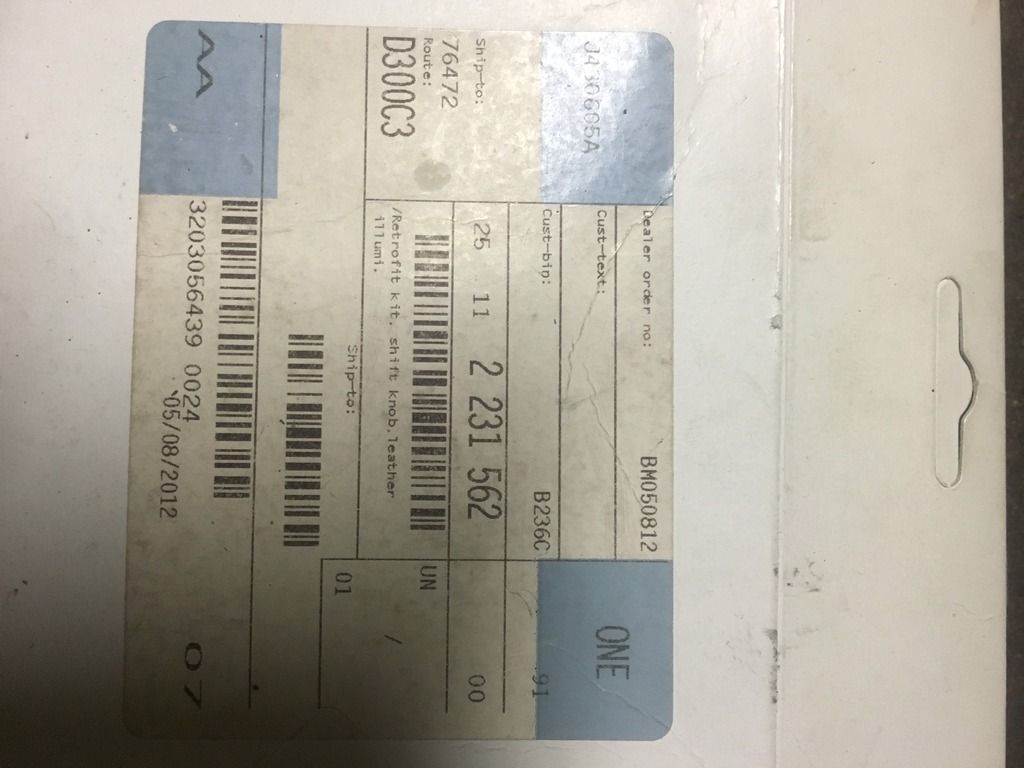 J430605A
ONE
Dealer order no: BM050812
Cust-text:
Cust-bin: B236C 91
Ship-to:
76472
Route:
D300C3
25 11 2 231 562 00
/Retrofit kit, shift knob,leather
illumi.
UN
/
Ship-to:
01
AA
3203056439 0024
05/08/2012
07